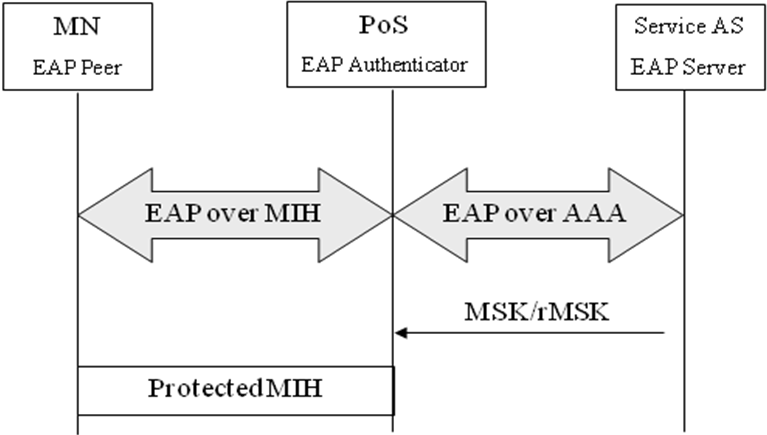 MN
EAP Peer
PoS
EAP Authenticator
Service AS
EAP Server
EAP over MIH
EAP over AAA
MSK/rMSK
Protected MIH